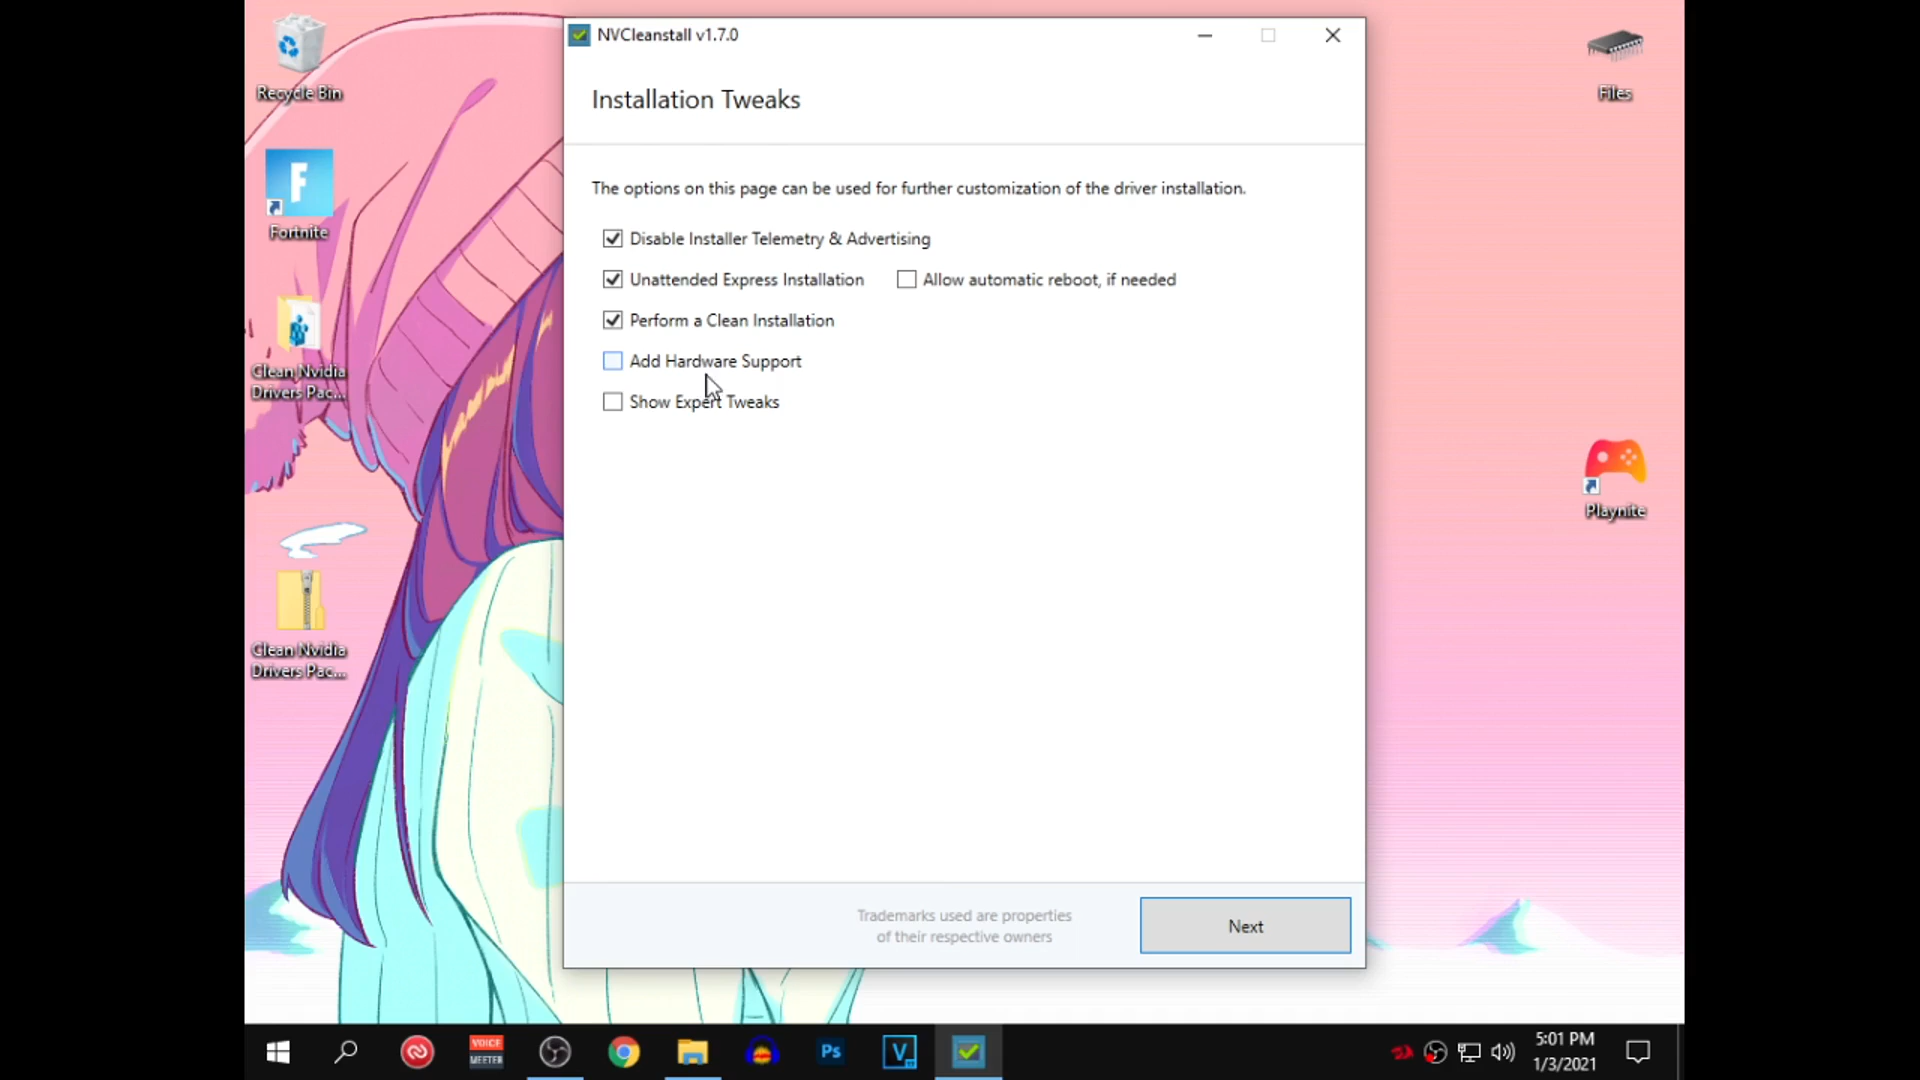 NVCleanstall v1.7.0
Installation Tweaks
The options on this page can be used for further customization of the driver installation.
Disable Installer Telemetry & Advertising
Unattended Express Installation
Allow automatic reboot, if needed
Perform a Clean Installation
Add Hardware Support
Show Expert Tweaks
Trademarks used are properties
of their respective owners
Next
Recycle Bin
F
Fortnite
Clean Nvidia
Drivers Pac...
Clean Nvidia
Drivers Pac...
Files
Playnite
VOICE
MEETER
Ps
V
5:01 PM
1/3/2021